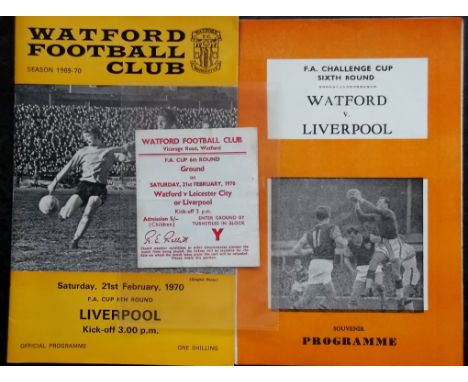 WATFORD
FOOTBALL
CLUB
SEASON 1969-70
Saturday, 21st February, 1970
F.A. CUP 6TH ROUND
LIVERPOOL
Kick-off 3.00 p.m.
OFFICIAL PROGRAMME
ONE SHILLING
WATFORD FOOTBALL CLUB
Vicarage Road, Watford
F.A. CUP 6th ROUND
Ground
on
SATURDAY, 21st FEBRUARY, 1970
Watford v Leicester City
or Liverpool
Kick-off 3 p.m.
Admission 5/-
(Children)
ENTER GROUND BY
TURNSTILES IN BLOCK
Y
F.A. CHALLENGE CUP
SIXTH ROUND
WATFORD
v.
LIVERPOOL
SOUVENIR
PROGRAMME